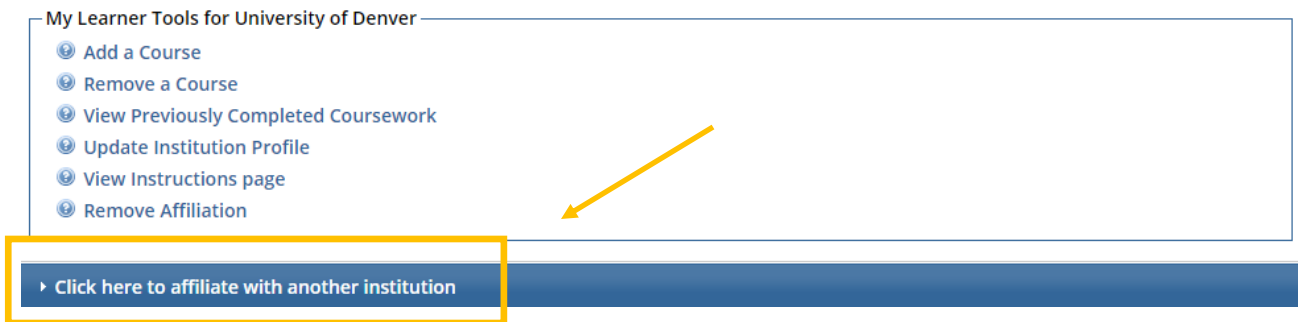 My Learner Tools for University of Denver
Add a Course
Remove a Course
View Previously Completed Coursework
Update Institution Profile
View Instructions page
Remove Affiliation
Click here to affiliate with another institution